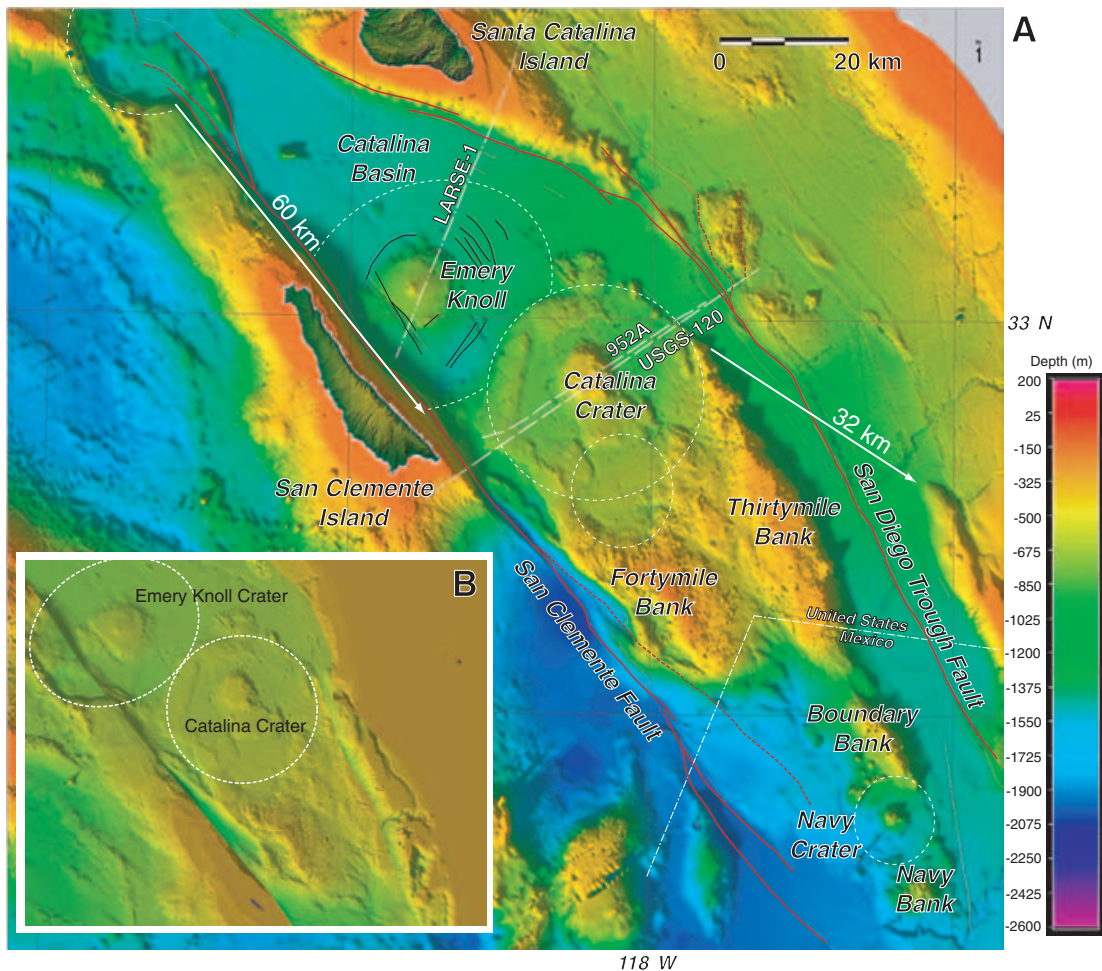 A
Santa Catalina
Island
0 20 km
Catalina
Basin
LARSE-1
60 km
Emery
Knoll
952A
USGS-120
33 N
Catalina
Crater
32 km
San Clemente
Island
Thirtymile
Bank
San Diego Trough Fault
Fortymile
Bank
San Clemente Fault
United States
Mexico
Boundary
Bank
Navy
Crater
Navy
Bank
118 W
B
Emery Knoll Crater
Catalina Crater
Depth (m)
200
25
-150
-325
-500
-675
-850
-1025
-1200
-1375
-1550
-1725
-1900
-2075
-2250
-2425
-2600